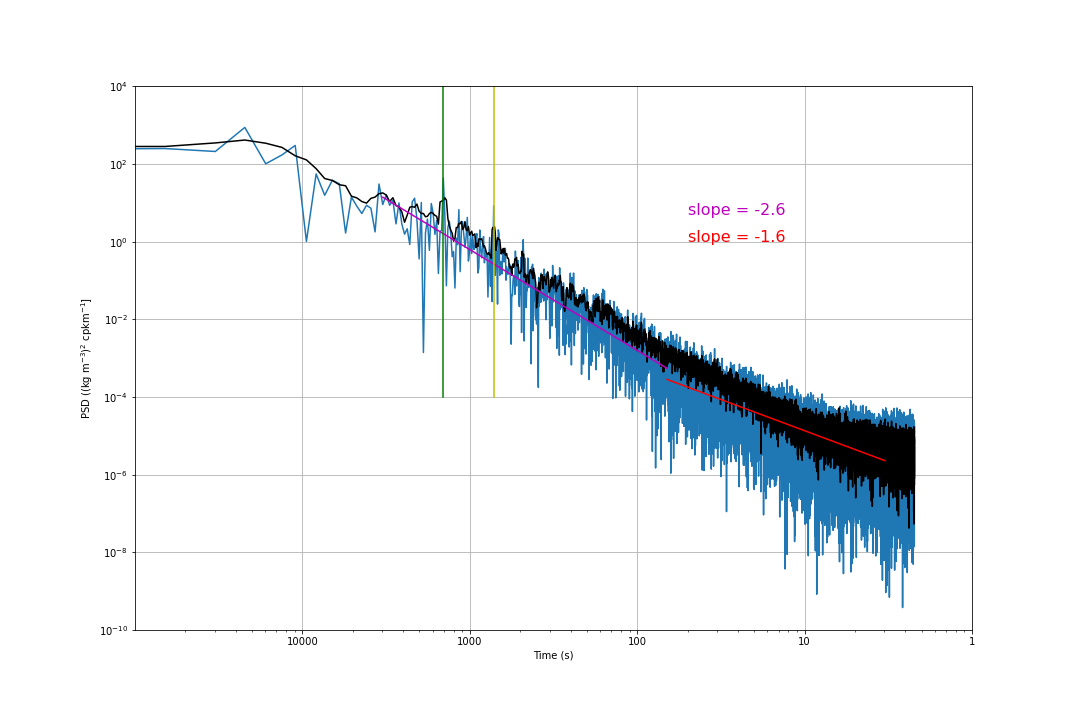 10⁴
10²
10⁰
10⁻²
10⁻⁴
10⁻⁶
10⁻⁸
10⁻¹⁰
PSD ((kg m⁻³)² cpkm⁻¹]
slope = -2.6
slope = -1.6
10000 1000 100 10 1
Time (s)